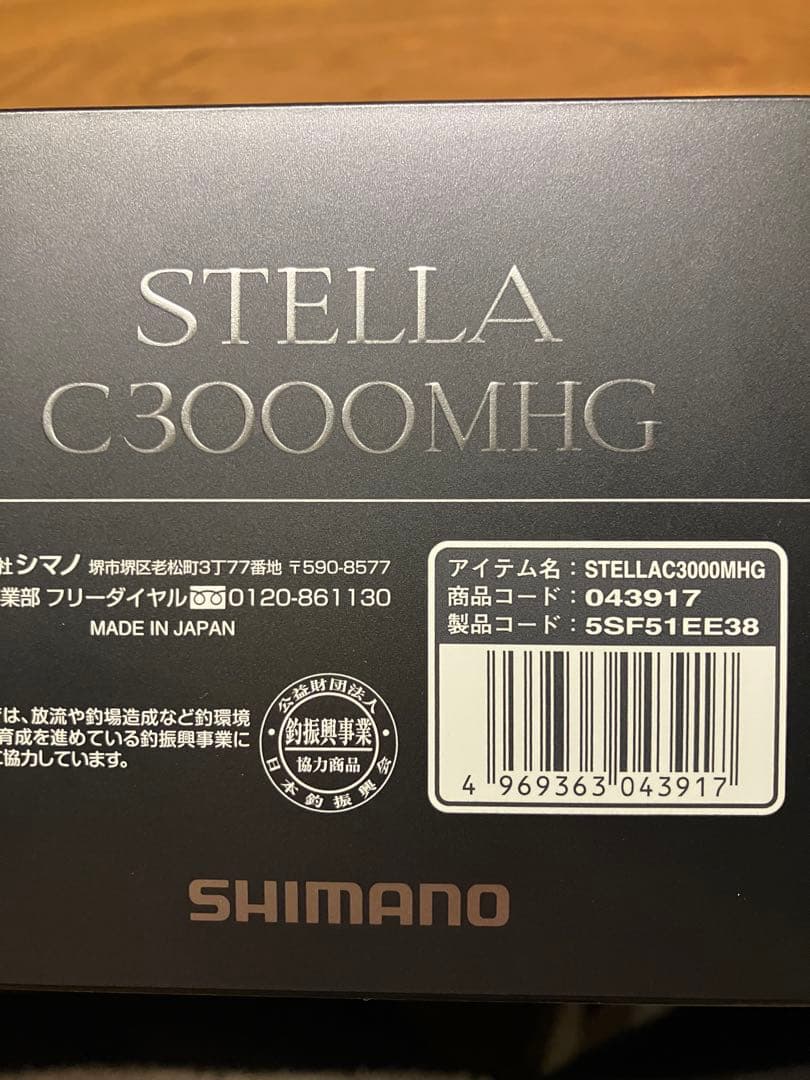 STELLA
C3000MHG
社シマノ 堺市堺区老松町3丁77番地 〒590-8577
業部 フリーダイヤル 0120-861130
MADE IN JAPAN
アイテム名：STELLAC3000MHG
商品コード：043917
製品コード：5SF51EE38
4 969363 043917
は、放流や釣場造成など釣環境
育成を進めている釣振興事業に
協力しています。
公益財団法人
釣振興事業
協力商品
日本釣振興会
SHIMANO